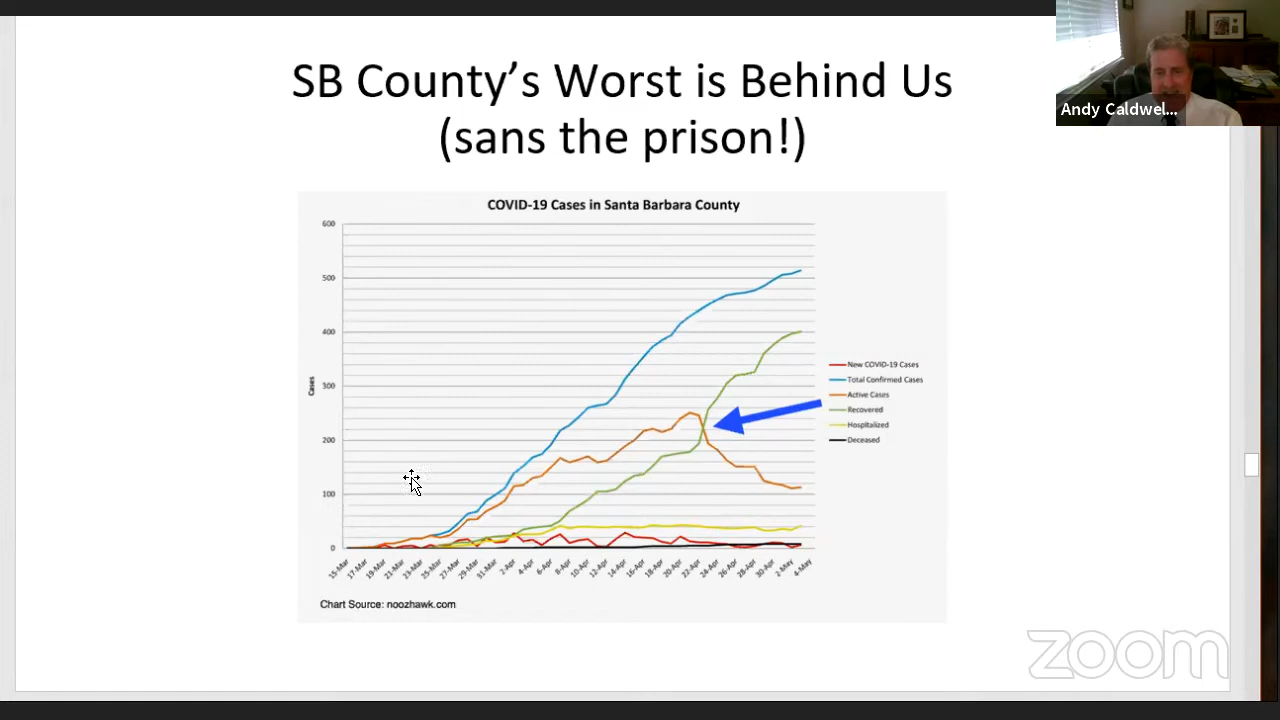 SB County’s Worst is Behind Us
(sans the prison!)
Andy Caldwel...
COVID-19 Cases in Santa Barbara County
600
500
400
300
200
100
0
Cases
15-Mar
17-Mar
19-Mar
21-Mar
23-Mar
25-Mar
27-Mar
29-Mar
31-Mar
2-Apr
4-Apr
6-Apr
8-Apr
10-Apr
12-Apr
14-Apr
16-Apr
18-Apr
20-Apr
22-Apr
24-Apr
26-Apr
28-Apr
30-Apr
2-May
4-May
New COVID-19 Cases
Total Confirmed Cases
Active Cases
Recovered
Hospitalized
Deceased
Chart Source: noozhawk.com
zoom